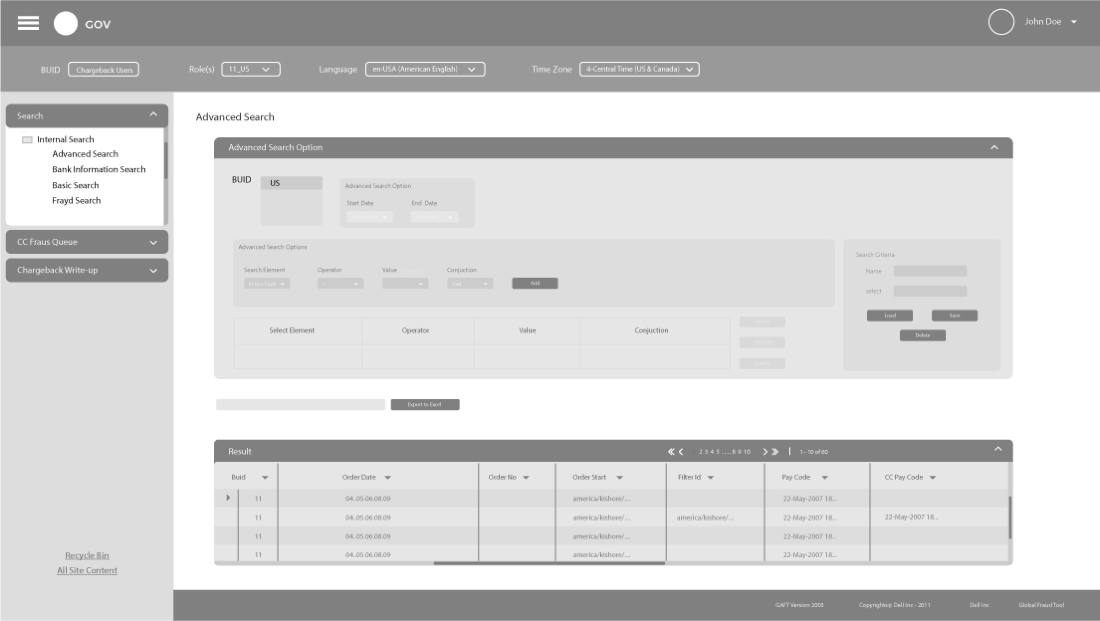 GOV
John Doe
BUID Chargeback Users Role(s) 11_US Language en-USA (American English) Time Zone 4-Central Time (US & Canada)
Search
Internal Search
Advanced Search
Bank Information Search
Basic Search
Frayd Search
CC Fraus Queue
Chargeback Write-up
Recycle Bin
All Site Content
Advanced Search
Advanced Search Option
BUID US
Advanced Search Option
Start Date End Date
Advanced Search Options
Search Element Operator Value Conjuction
And Add
Select Element Operator Value Conjuction
Search Criteria
Name
select
Load Save
Delete
Export to Excel
Result 2 3 4 5 ......8 9 10 | 1 - 10 of 60
Buid Order Date Order No Order Start Filter Id Pay Code CC Pay Code
11 04..05.06.08.09 america/kishore/... 22-May-2007 18...
11 04..05.06.08.09 america/kishore/... america/kishore/... 22-May-2007 18... 22-May-2007 18...
11 04..05.06.08.09 america/kishore/... 22-May-2007 18...
11 04..05.06.08.09 america/kishore/... 22-May-2007 18...
GAFT Version 2003 Copyrights@ Dell Inc - 2011 Dell Inc Global Fraud Tool